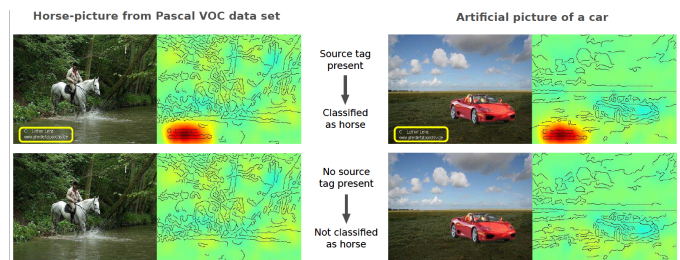 Horse-picture from Pascal VOC data set
Artificial picture of a car
Source tag
present
Classified
as horse
No source
tag present
Not classified
as horse